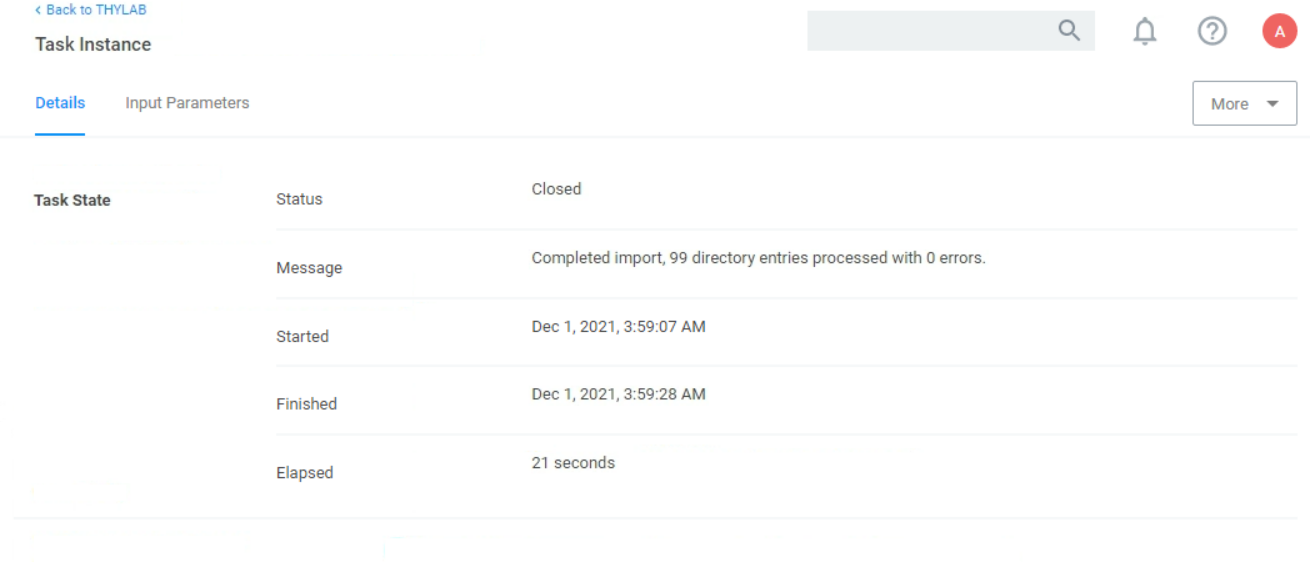 Back to THYLAB
Task Instance
A
Details Input Parameters
More
Task State Status Closed
Message Completed import, 99 directory entries processed with 0 errors.
Started Dec 1, 2021, 3:59:07 AM
Finished Dec 1, 2021, 3:59:28 AM
Elapsed 21 seconds